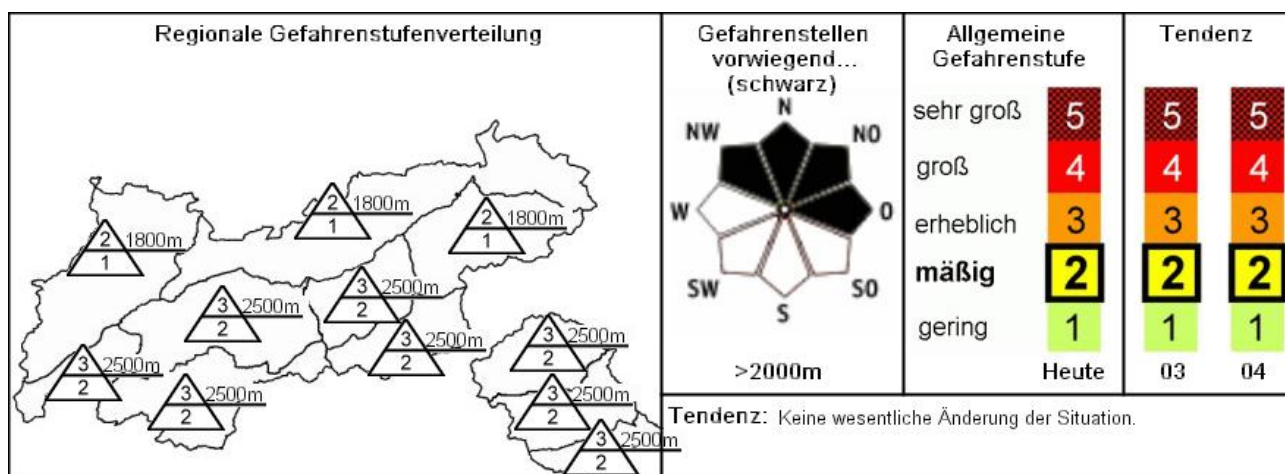 Regionale Gefahrenstufenverteilung
2 1800m
1
2 1800m
1
2 1800m
1
3 2500m
2
3 2500m
2
3 2500m
2
3 2500m
2
3 2500m
2
3 2500m
2
3 2500m
2
3 2500m
2
Gefahrenstellen
vorwiegend...
(schwarz)
N
NW NO
W O
SW SO
S
>2000m
Allgemeine
Gefahrenstufe
Tendenz
sehr groß 5 5 5
groß 4 4 4
erheblich 3 3 3
mäßig 2 2 2
gering 1 1 1
Heute 03 04
Tendenz: Keine wesentliche Änderung der Situation.